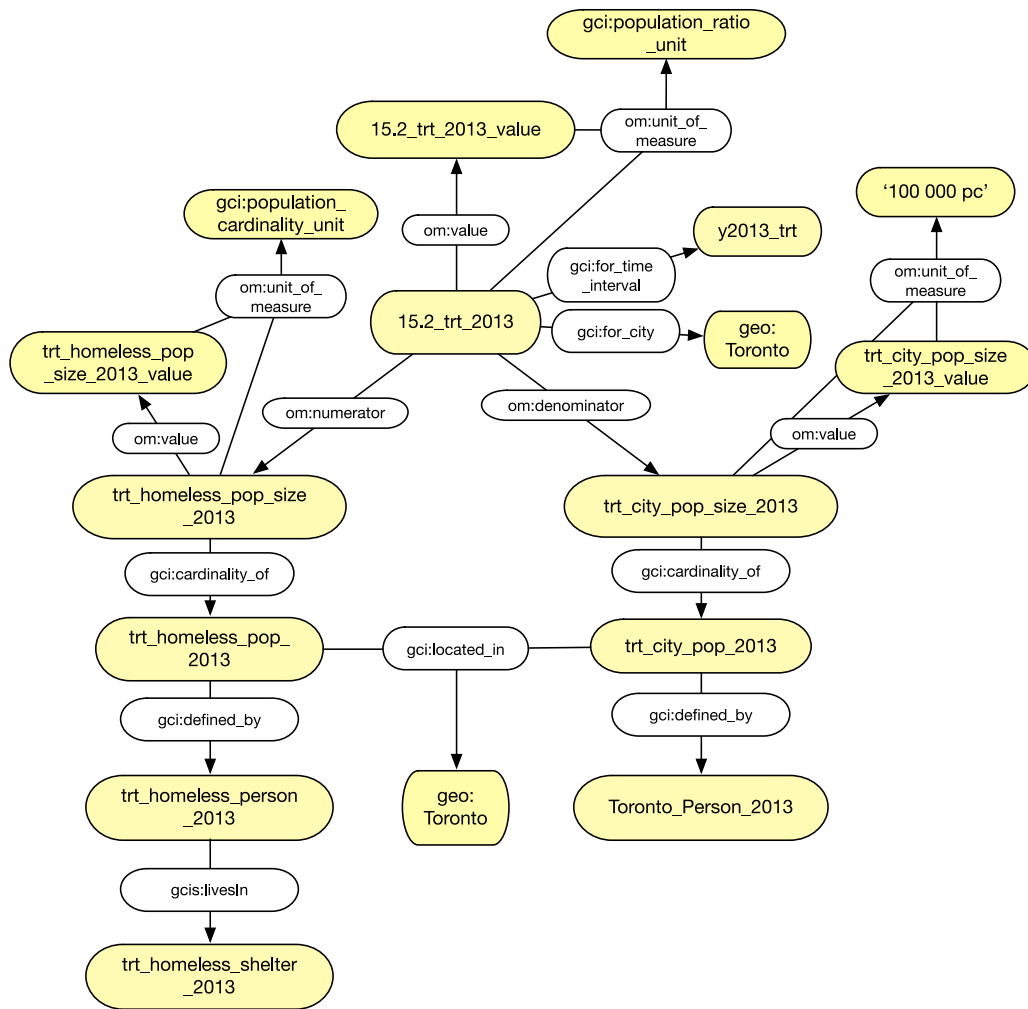 gci:population_ratio
_unit
15.2_trt_2013_value
om:unit_of_
measure
'100 000 pc'
gci:population_
cardinality_unit
om:value
y2013_trt
gci:for_time
_interval
om:unit_of_
measure
om:unit_of_
measure
15.2_trt_2013
gci:for_city
geo:
Toronto
trt_homeless_pop
_size_2013_value
trt_city_pop_size
_2013_value
om:numerator
om:denominator
om:value
om:value
trt_homeless_pop_size
_2013
trt_city_pop_size_2013
gci:cardinality_of
gci:cardinality_of
trt_homeless_pop_
2013
gci:located_in
trt_city_pop_2013
gci:defined_by
gci:defined_by
trt_homeless_person
_2013
geo:
Toronto
Toronto_Person_2013
gcis:livesIn
trt_homeless_shelter
_2013